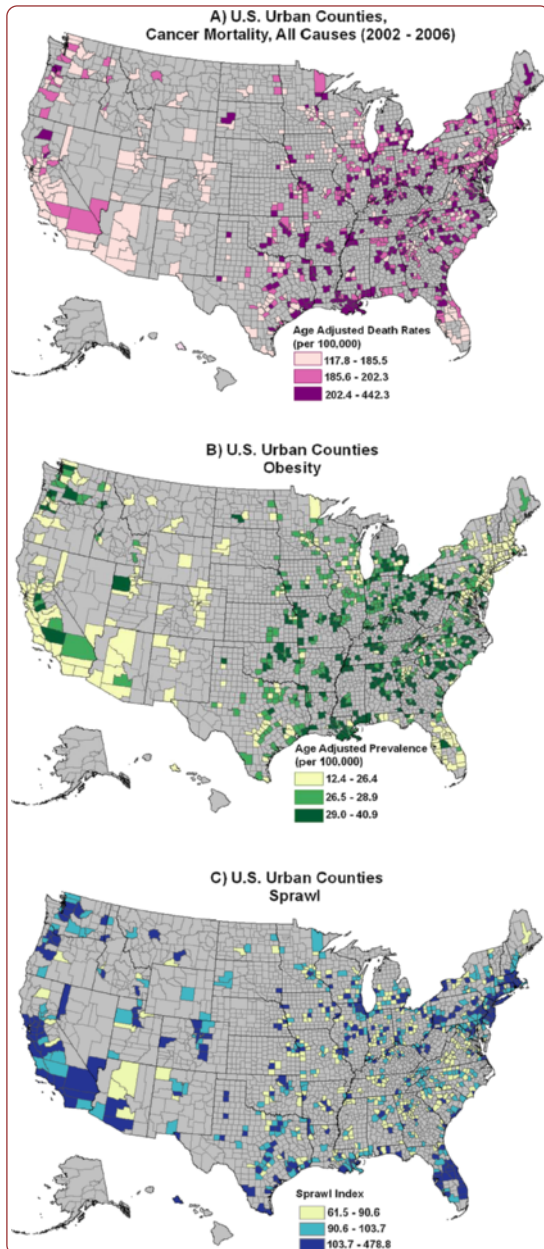 A) U.S. Urban Counties,
Cancer Mortality, All Causes (2002 - 2006)
Age Adjusted Death Rates
(per 100,000)
117.8 - 185.5
185.6 - 202.3
202.4 - 442.3
B) U.S. Urban Counties
Obesity
Age Adjusted Prevalence
(per 100,000)
12.4 - 26.4
26.5 - 28.9
29.0 - 40.9
C) U.S. Urban Counties
Sprawl
Sprawl Index
61.5 - 90.6
90.6 - 103.7
103.7 - 478.8